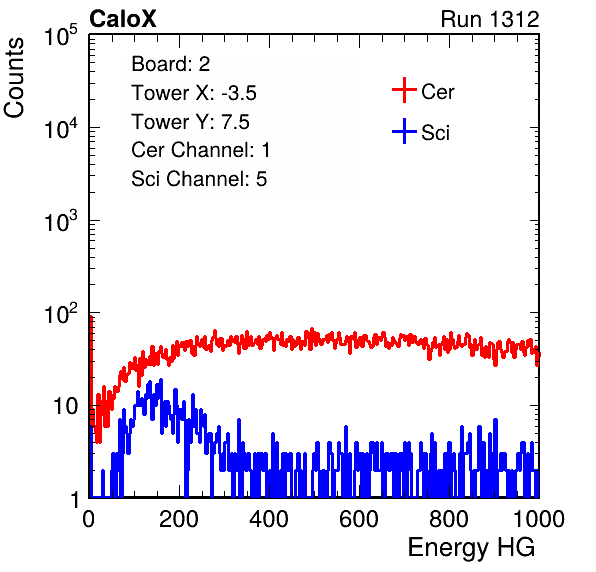 CaloX Run 1312
Counts
Board: 2
Tower X: -3.5
Tower Y: 7.5
Cer Channel: 1
Sci Channel: 5
Cer
Sci
10^5
10^4
10^3
10^2
10
1
0 200 400 600 800 1000
Energy HG